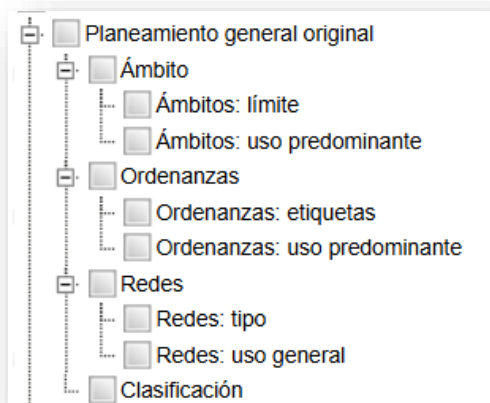 Planeamiento general original
Ámbito
Ámbitos: límite
Ámbitos: uso predominante
Ordenanzas
Ordenanzas: etiquetas
Ordenanzas: uso predominante
Redes
Redes: tipo
Redes: uso general
Clasificación